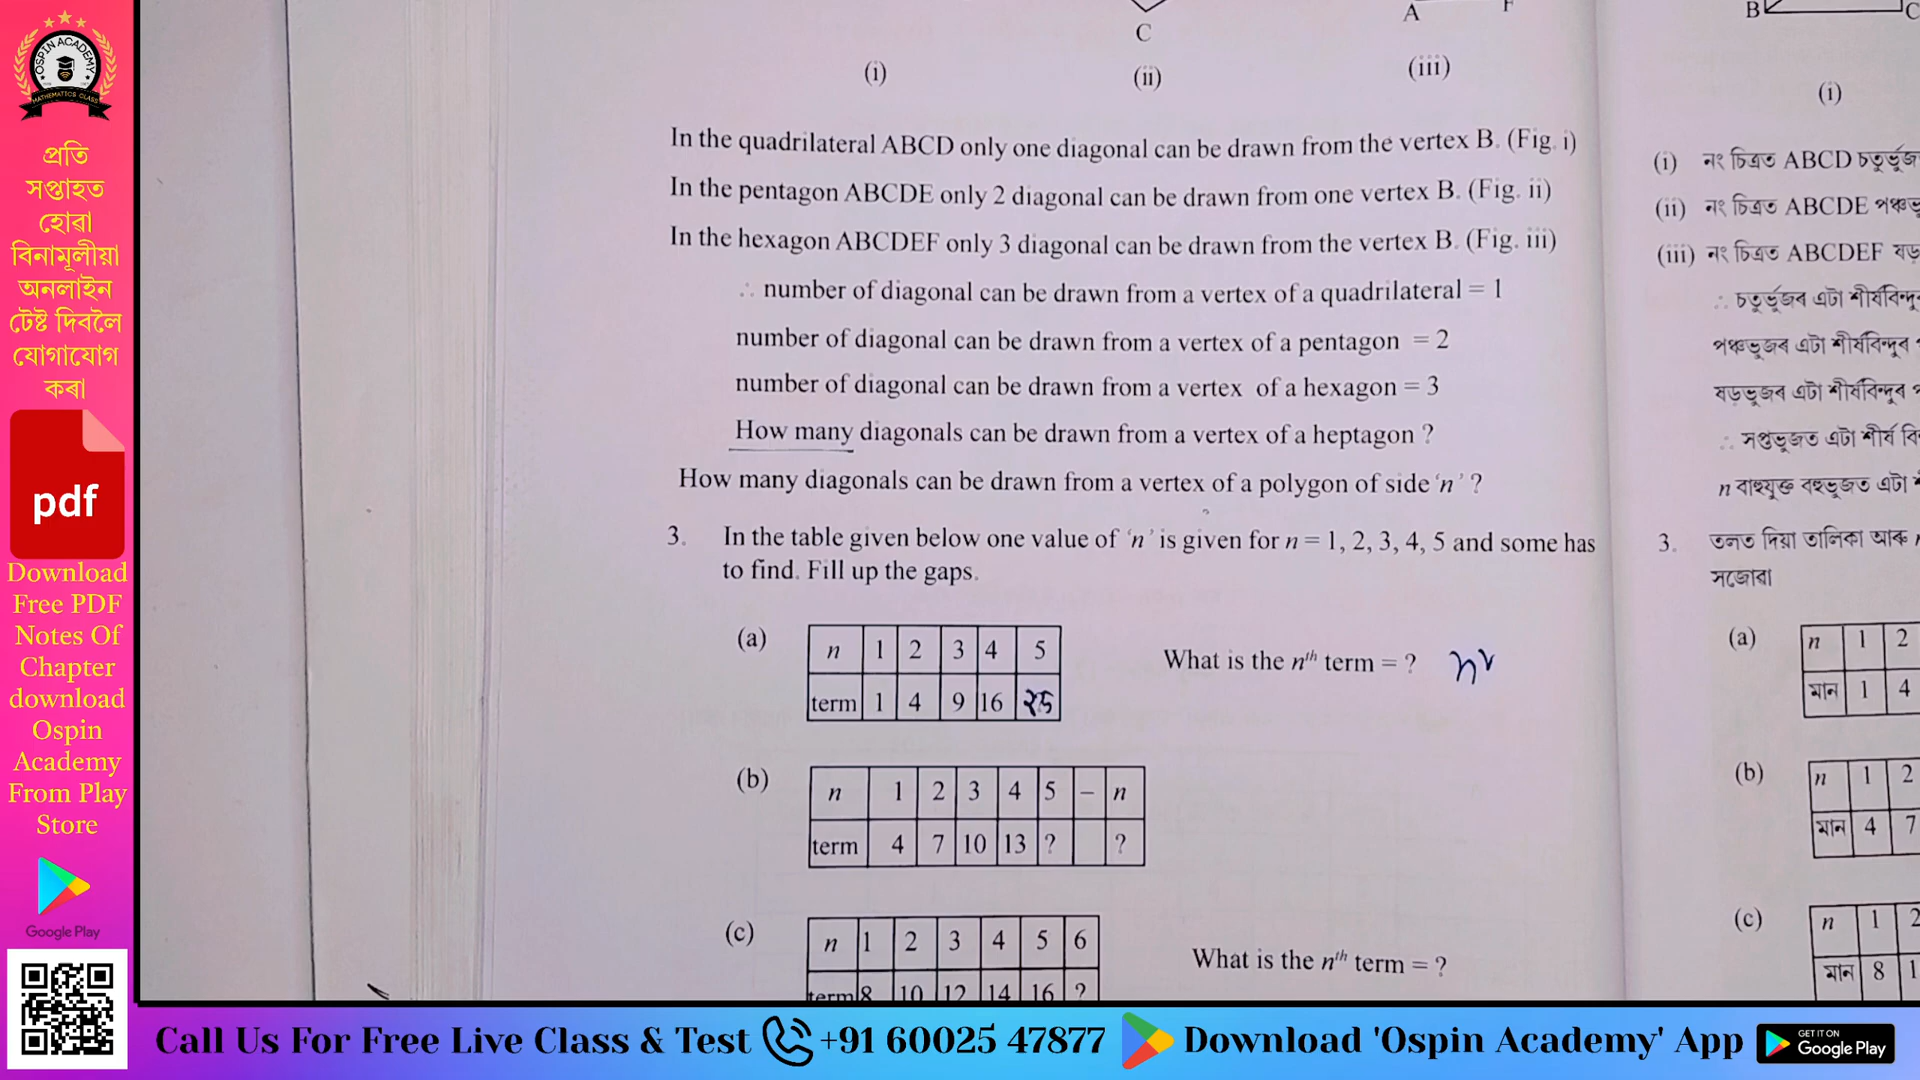 OSPIN ACADEMY
MATHEMATICS CLASS
প্ৰতি
সপ্তাহত
হোৱা
বিনামূলীয়া
অনলাইন
টেষ্ট দিবলৈ
যোগাযোগ
কৰা
pdf
Download
Free PDF
Notes Of
Chapter
download
Ospin
Academy
From Play
Store
Google Play
C
A F
(i) (ii) (iii)
In the quadrilateral ABCD only one diagonal can be drawn from the vertex B. (Fig. i)
In the pentagon ABCDE only 2 diagonal can be drawn from one vertex B. (Fig. ii)
In the hexagon ABCDEF only 3 diagonal can be drawn from the vertex B. (Fig. iii)
∴ number of diagonal can be drawn from a vertex of a quadrilateral = 1
number of diagonal can be drawn from a vertex of a pentagon = 2
number of diagonal can be drawn from a vertex of a hexagon = 3
How many diagonals can be drawn from a vertex of a heptagon ?
How many diagonals can be drawn from a vertex of a polygon of side ‘n’ ?
3. In the table given below one value of ‘n’ is given for n = 1, 2, 3, 4, 5 and some has
to find. Fill up the gaps.
(a) n 1 2 3 4 5 What is the nth term = ? n²
term 1 4 9 16 25
(b) n 1 2 3 4 5 – n
term 4 7 10 13 ? ?
(c) n 1 2 3 4 5 6 What is the nth term = ?
term 8 10 12 14 16 ?
B C
(i)
(i) নং চিত্ৰত ABCD চতুৰ্ভুজ
(ii) নং চিত্ৰত ABCDE
(iii) নং চিত্ৰত ABCDEF
∴ চতুৰ্ভুজৰ এটা শীৰ্ষবিন্দুৰ
পঞ্চভুজৰ এটা শীৰ্ষবিন্দুৰ
ষড়ভুজৰ এটা শীৰ্ষবিন্দুৰ
∴ সপ্তভুজত এটা শীৰ্ষ
n বাহুযুক্ত বহুভুজত এটা
3. তলত দিয়া তালিকা আৰু
সজোৱা
(a) n 1 2
মান 1 4
(b) n 1 2
মান 4 7
(c) n 1 2
মান 8 1
Call Us For Free Live Class & Test +91 60025 47877 Download 'Ospin Academy' App
GET IT ON
Google Play